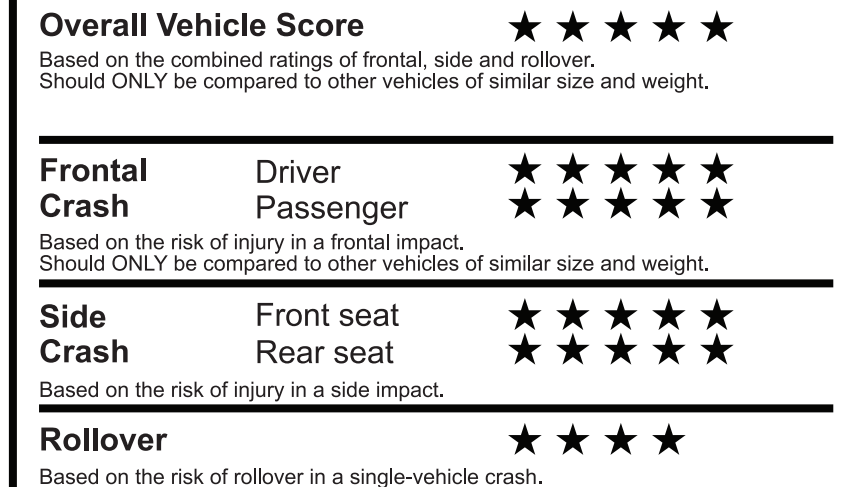 Overall Vehicle Score ★ ★ ★ ★ ★
Based on the combined ratings of frontal, side and rollover.
Should ONLY be compared to other vehicles of similar size and weight.
Frontal Driver ★ ★ ★ ★ ★
Crash Passenger ★ ★ ★ ★ ★
Based on the risk of injury in a frontal impact.
Should ONLY be compared to other vehicles of similar size and weight.
Side Front seat ★ ★ ★ ★ ★
Crash Rear seat ★ ★ ★ ★ ★
Based on the risk of injury in a side impact.
Rollover ★ ★ ★ ★
Based on the risk of rollover in a single-vehicle crash.